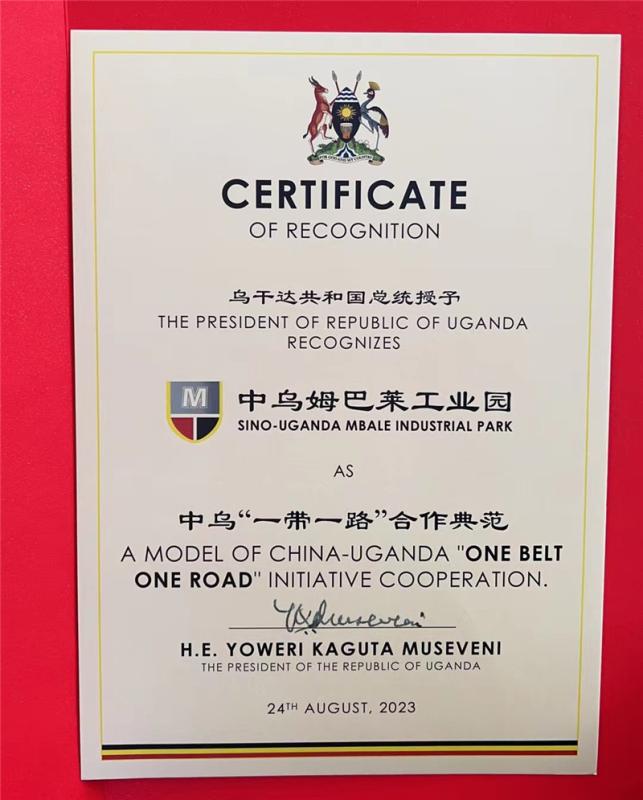 FOR GOD AND MY COUNTRY
CERTIFICATE
OF RECOGNITION
乌干达共和国总统授予
THE PRESIDENT OF REPUBLIC OF UGANDA
RECOGNIZES
M
中乌姆巴莱工业园
SINO-UGANDA MBALE INDUSTRIAL PARK
AS
中乌“一带一路”合作典范
A MODEL OF CHINA-UGANDA "ONE BELT
ONE ROAD" INITIATIVE COOPERATION.
H.E. YOWERI KAGUTA MUSEVENI
THE PRESIDENT OF THE REPUBLIC OF UGANDA
24TH AUGUST, 2023